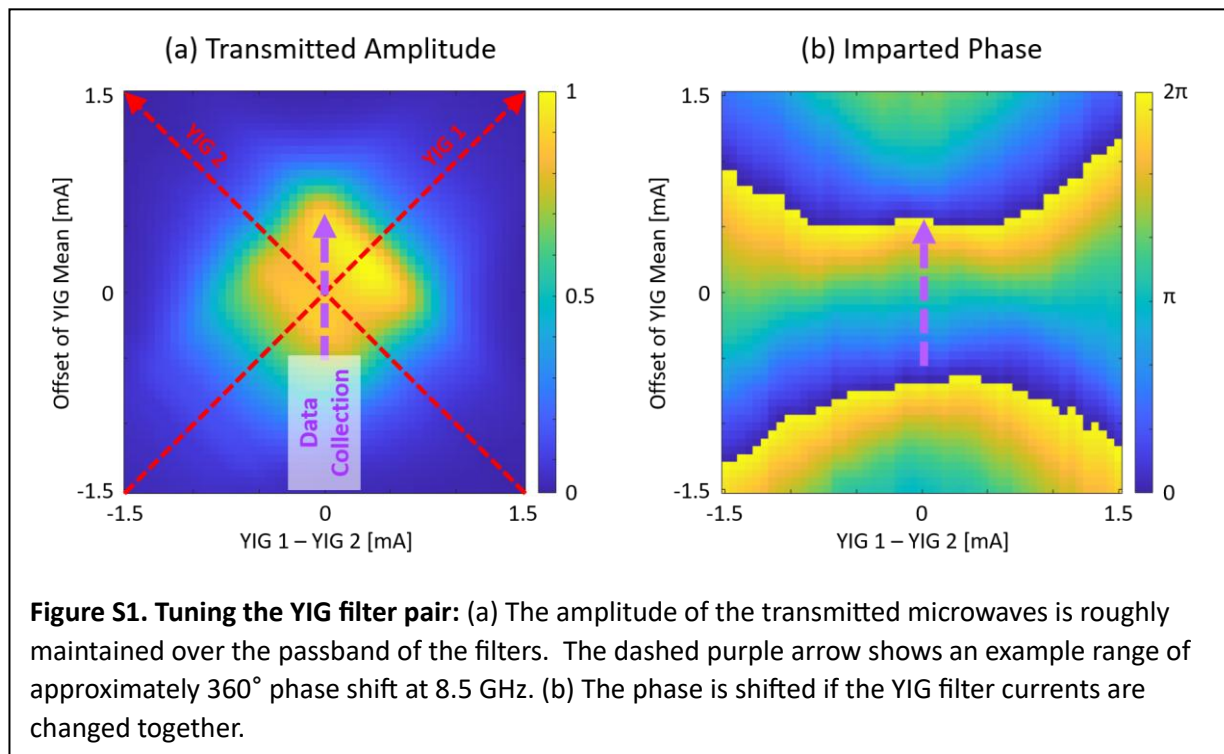 (a) Transmitted Amplitude
(b) Imparted Phase
1.5
0
-1.5
Offset of YIG Mean [mA]
YIG 2
YIG 1
Data
Collection
-1.5
0
1.5
YIG 1 – YIG 2 [mA]
1
0.5
0
1.5
0
-1.5
Offset of YIG Mean [mA]
-1.5
0
1.5
YIG 1 – YIG 2 [mA]
2π
π
0
Figure S1. Tuning the YIG filter pair: (a) The amplitude of the transmitted microwaves is roughly
maintained over the passband of the filters.  The dashed purple arrow shows an example range of
approximately 360° phase shift at 8.5 GHz. (b) The phase is shifted if the YIG filter currents are
changed together.